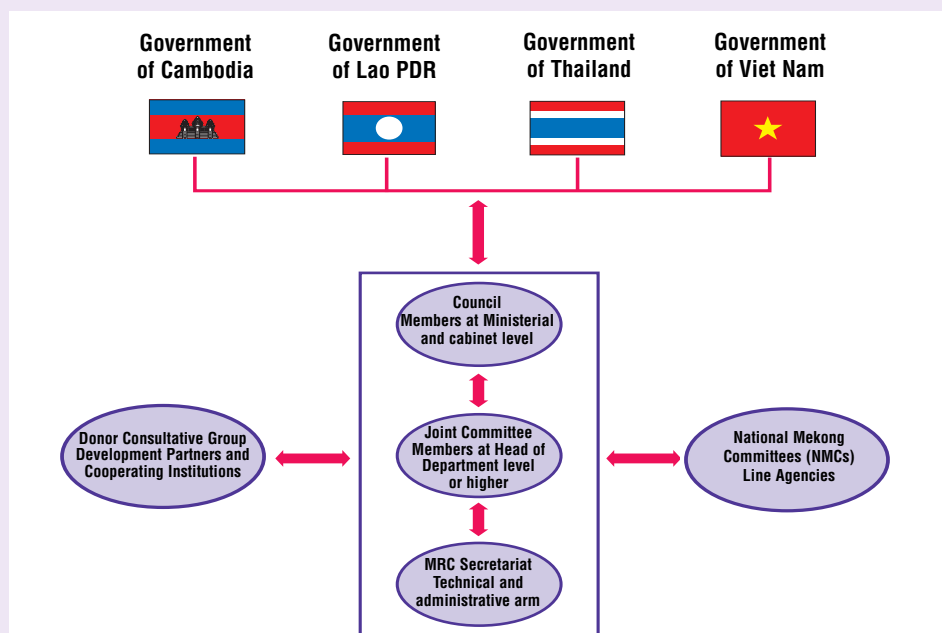 Government
of Cambodia
Government
of Lao PDR
Government
of Thailand
Government
of Viet Nam
Council
Members at Ministerial
and cabinet level
Donor Consultative Group
Development Partners and
Cooperating Institutions
Joint Committee
Members at Head of
Department level
or higher
National Mekong
Committees (NMCs)
Line Agencies
MRC Secretariat
Technical and
administrative arm